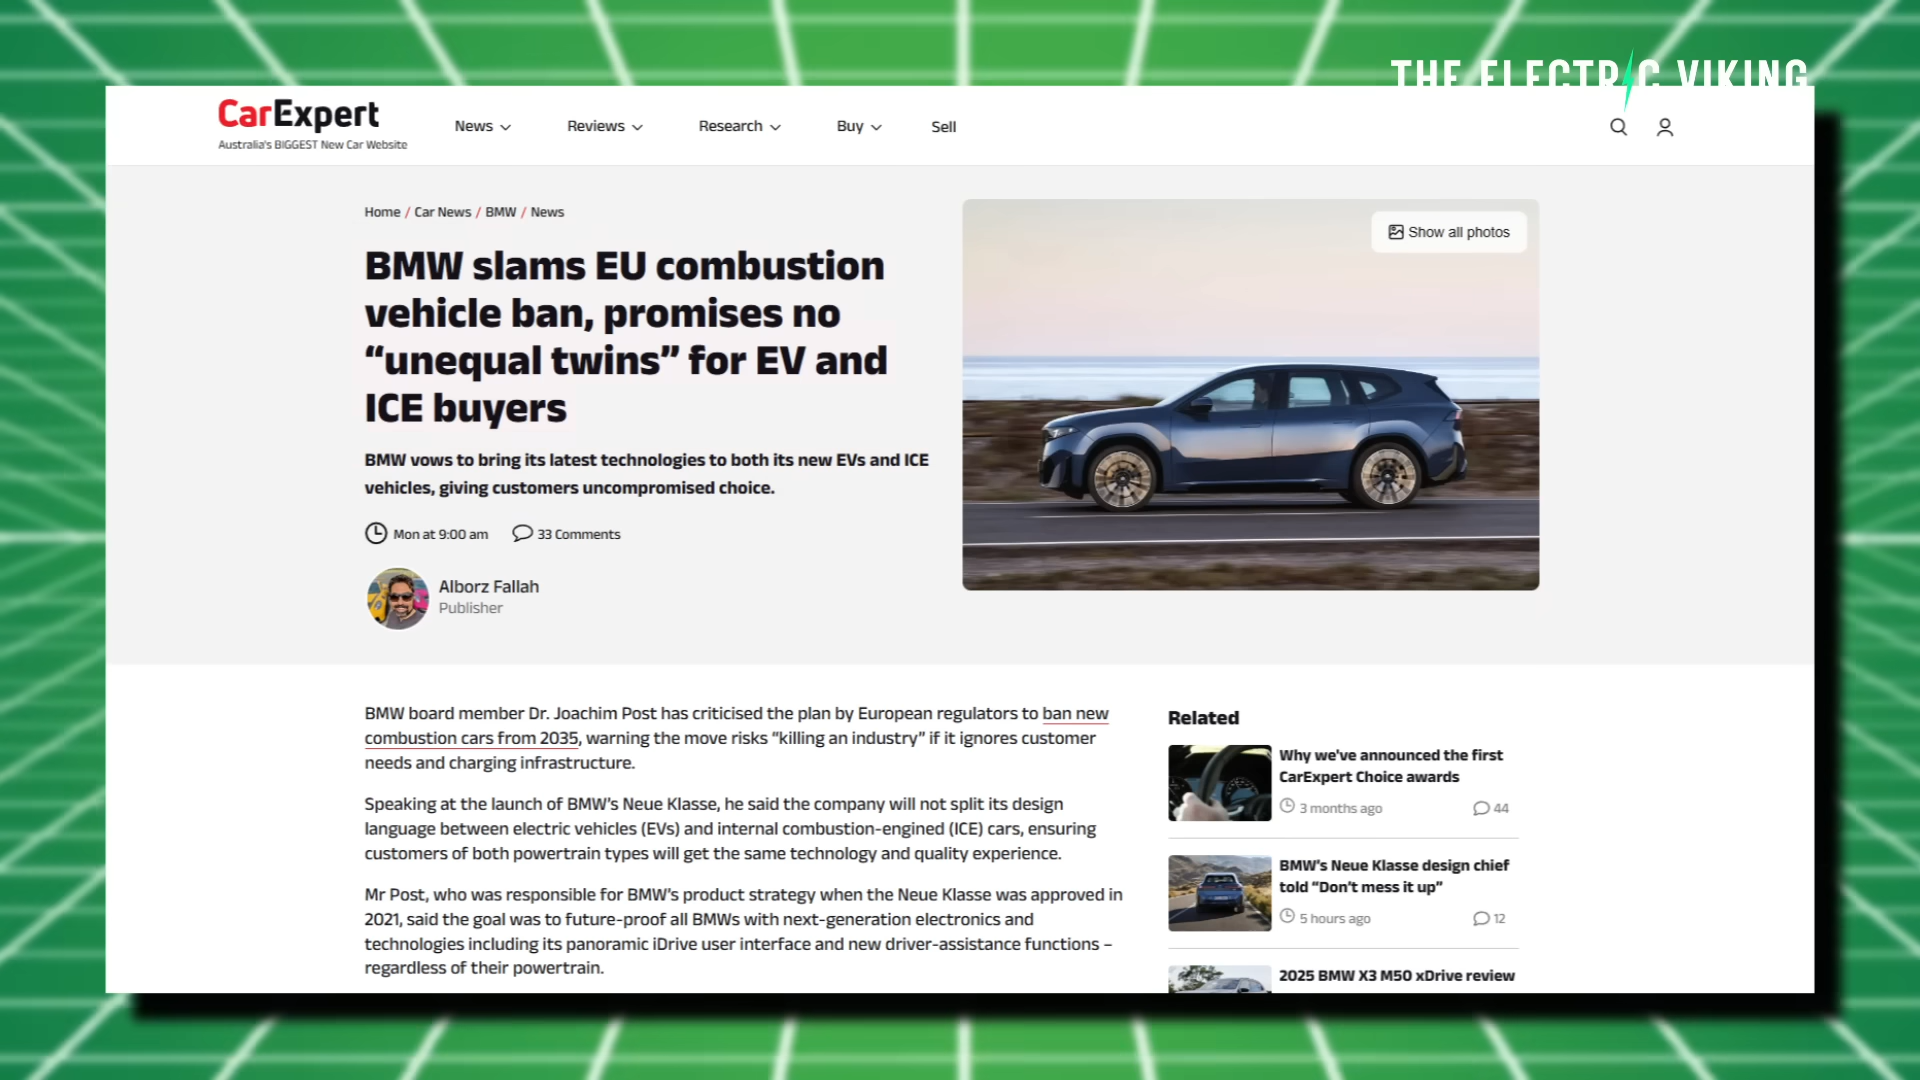 THE ELECTRIC VIKING
CarExpert
Australia's BIGGEST New Car Website
News
Reviews
Research
Buy
Sell
Home / Car News / BMW / News
BMW slams EU combustion
vehicle ban, promises no
“unequal twins” for EV and
ICE buyers
BMW vows to bring its latest technologies to both its new EVs and ICE
vehicles, giving customers uncompromised choice.
Mon at 9:00 am
33 Comments
Alborz Fallah
Publisher
Show all photos
BMW board member Dr. Joachim Post has criticised the plan by European regulators to ban new
combustion cars from 2035, warning the move risks “killing an industry” if it ignores customer
needs and charging infrastructure.
Speaking at the launch of BMW’s Neue Klasse, he said the company will not split its design
language between electric vehicles (EVs) and internal combustion-engined (ICE) cars, ensuring
customers of both powertrain types will get the same technology and quality experience.
Mr Post, who was responsible for BMW’s product strategy when the Neue Klasse was approved in
2021, said the goal was to future-proof all BMWs with next-generation electronics and
technologies including its panoramic iDrive user interface and new driver-assistance functions –
regardless of their powertrain.
Related
Why we've announced the first
CarExpert Choice awards
3 months ago
44
BMW’s Neue Klasse design chief
told “Don’t mess it up”
5 hours ago
12
2025 BMW X3 M50 xDrive review